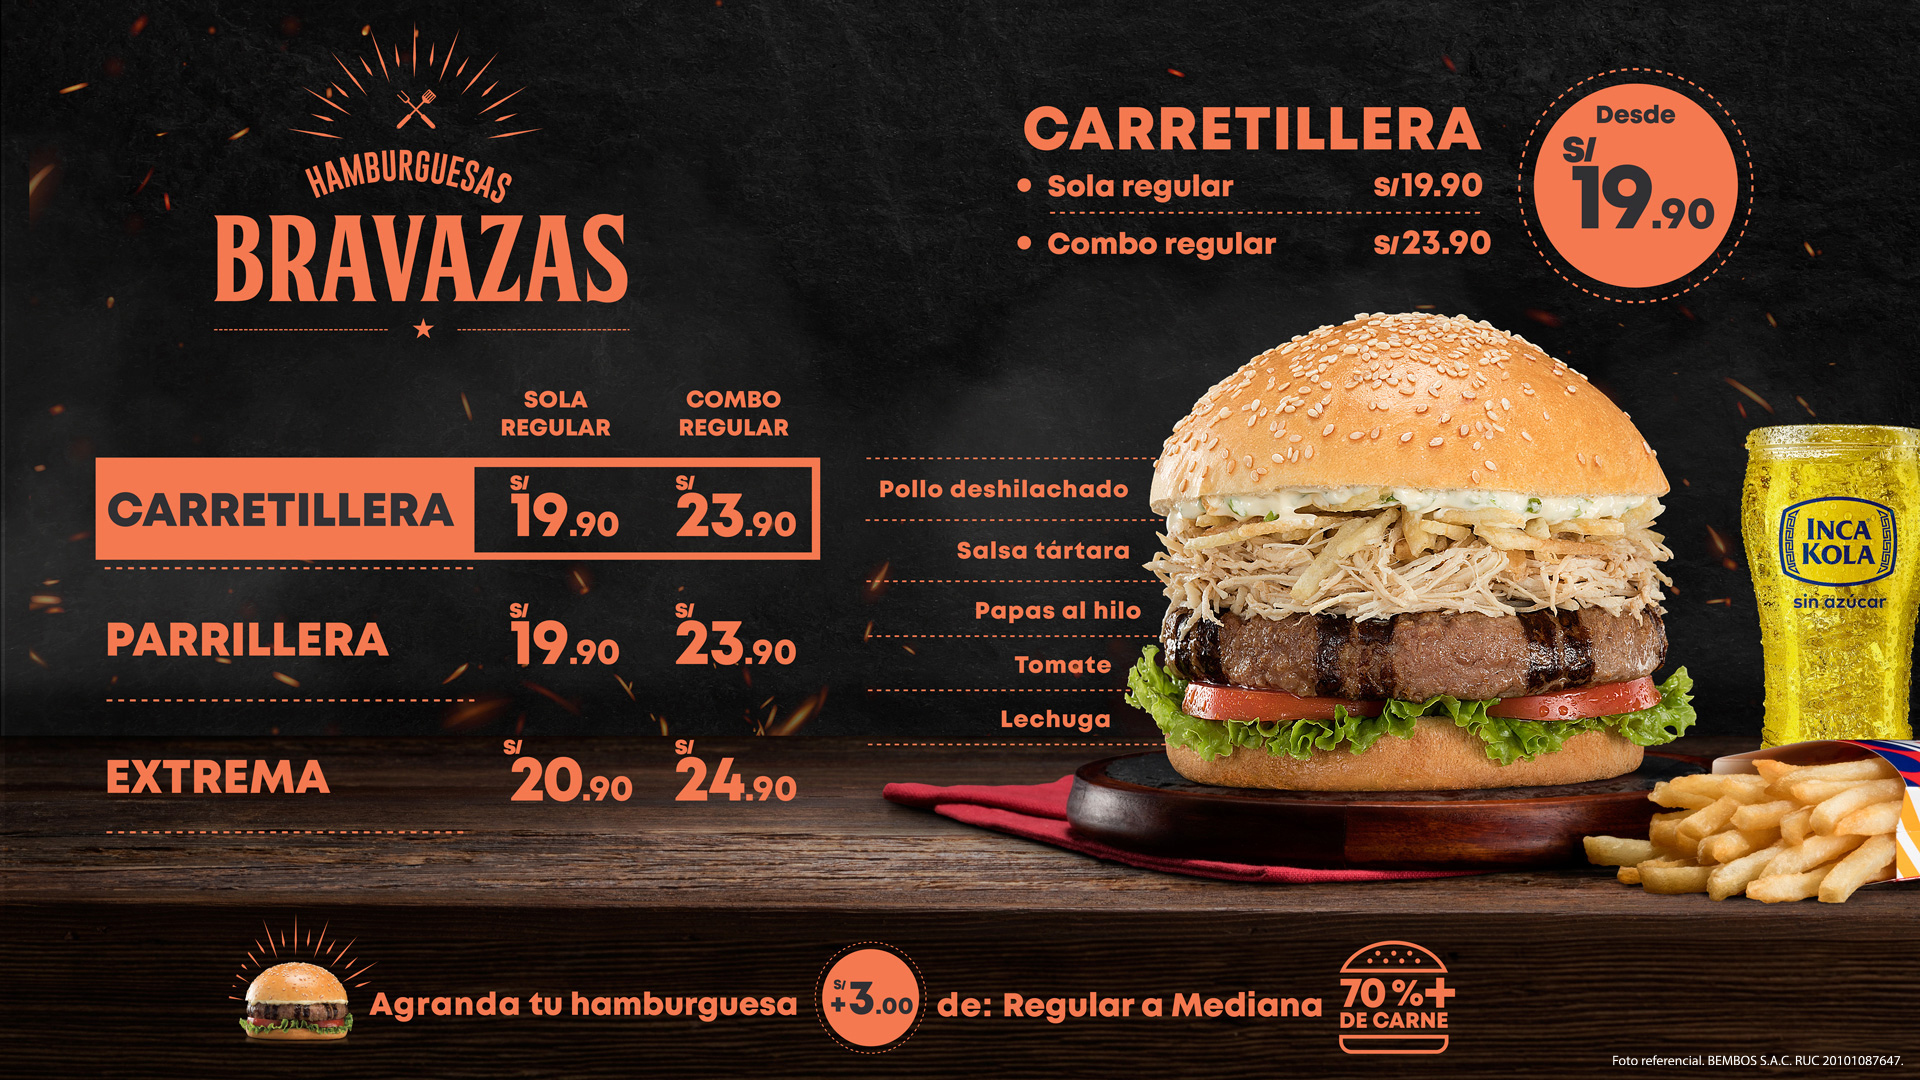 HAMBURGUESAS
BRAVAZAS
SOLA REGULAR
COMBO REGULAR
CARRETILLERA S/ 19.90 S/ 23.90
PARRILLERA S/ 19.90 S/ 23.90
EXTREMA S/ 20.90 S/ 24.90
CARRETILLERA
• Sola regular S/19.90
• Combo regular S/23.90
Desde
S/
19.90
Pollo deshilachado
Salsa tártara
Papas al hilo
Tomate
Lechuga
INCA
KOLA
sin azúcar
Agranda tu hamburguesa S/ +3.00 de: Regular a Mediana
70%+
DE CARNE
Foto referencial. BEMBOS S.A.C. RUC 20101087647.